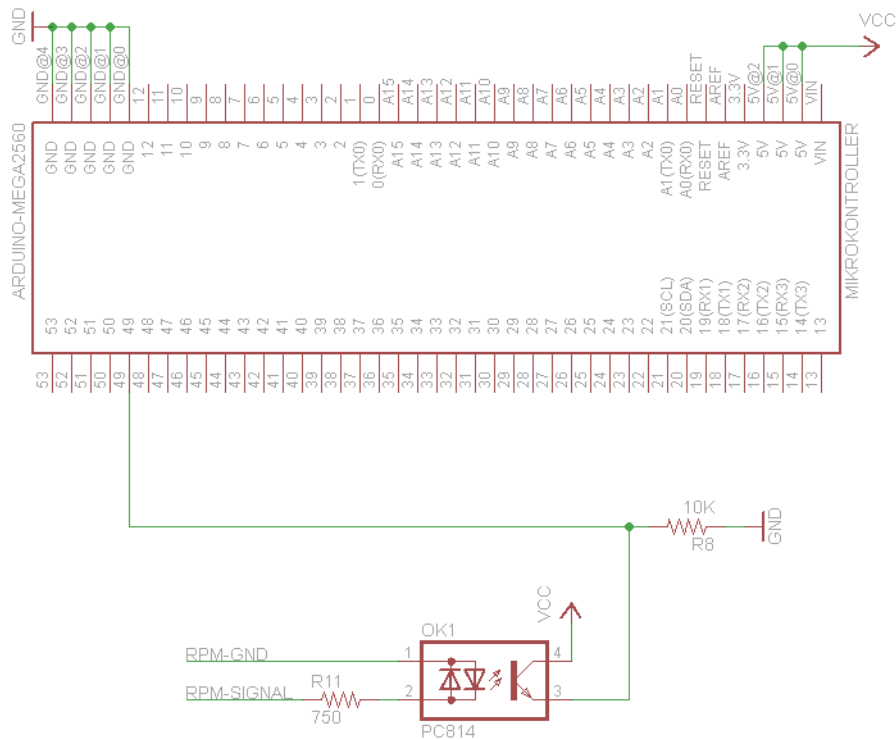 GND
GND@4
GND@3
GND@2
GND@1
GND@0
12
11
10
9
8
7
6
5
4
3
2
1
0
A15
A14
A13
A12
A11
A10
A9
A8
A7
A6
A5
A4
A3
A2
A1
A0
RESET
AREF
3.3V
5V@2
5V@1
5V@0
VIN
VCC
ARDUINO-MEGA2560
GND
GND
GND
GND
GND
12
11
10
9
8
7
6
5
4
3
2
1(TX0)
0(RX0)
A15
A14
A13
A12
A11
A10
A9
A8
A7
A6
A5
A4
A3
A2
A1(TX0)
A0(RX0)
RESET
AREF
3.3V
5V
5V
5V
VIN
MIKROKONTROLLER
53
52
51
50
49
48
47
46
45
44
43
42
41
40
39
38
37
36
35
34
33
32
31
30
29
28
27
26
25
24
23
22
21(SCL)
20(SDA)
19(RX1)
18(TX1)
17(RX2)
16(TX2)
15(RX3)
14(TX3)
13
53
52
51
50
49
48
47
46
45
44
43
42
41
40
39
38
37
36
35
34
33
32
31
30
29
28
27
26
25
24
23
22
21
20
19
18
17
16
15
14
13
10K
R8
GND
VCC
OK1
RPM-GND
1
4
RPM-SIGNAL
R11
750
2
3
PC814